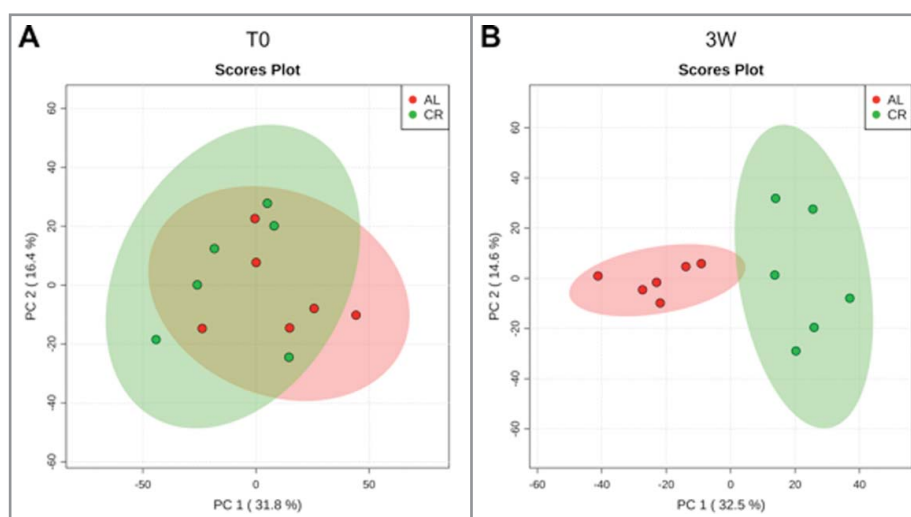 A
T0
Scores Plot
AL
CR
60
40
20
0
-20
-40
-60
PC 2 ( 16.4 %)
-50
0
50
PC 1 ( 31.8 %)
B
3W
Scores Plot
AL
CR
60
40
20
0
-20
-40
-60
PC 2 ( 14.6 %)
-60
-40
-20
0
20
40
PC 1 ( 32.5 %)